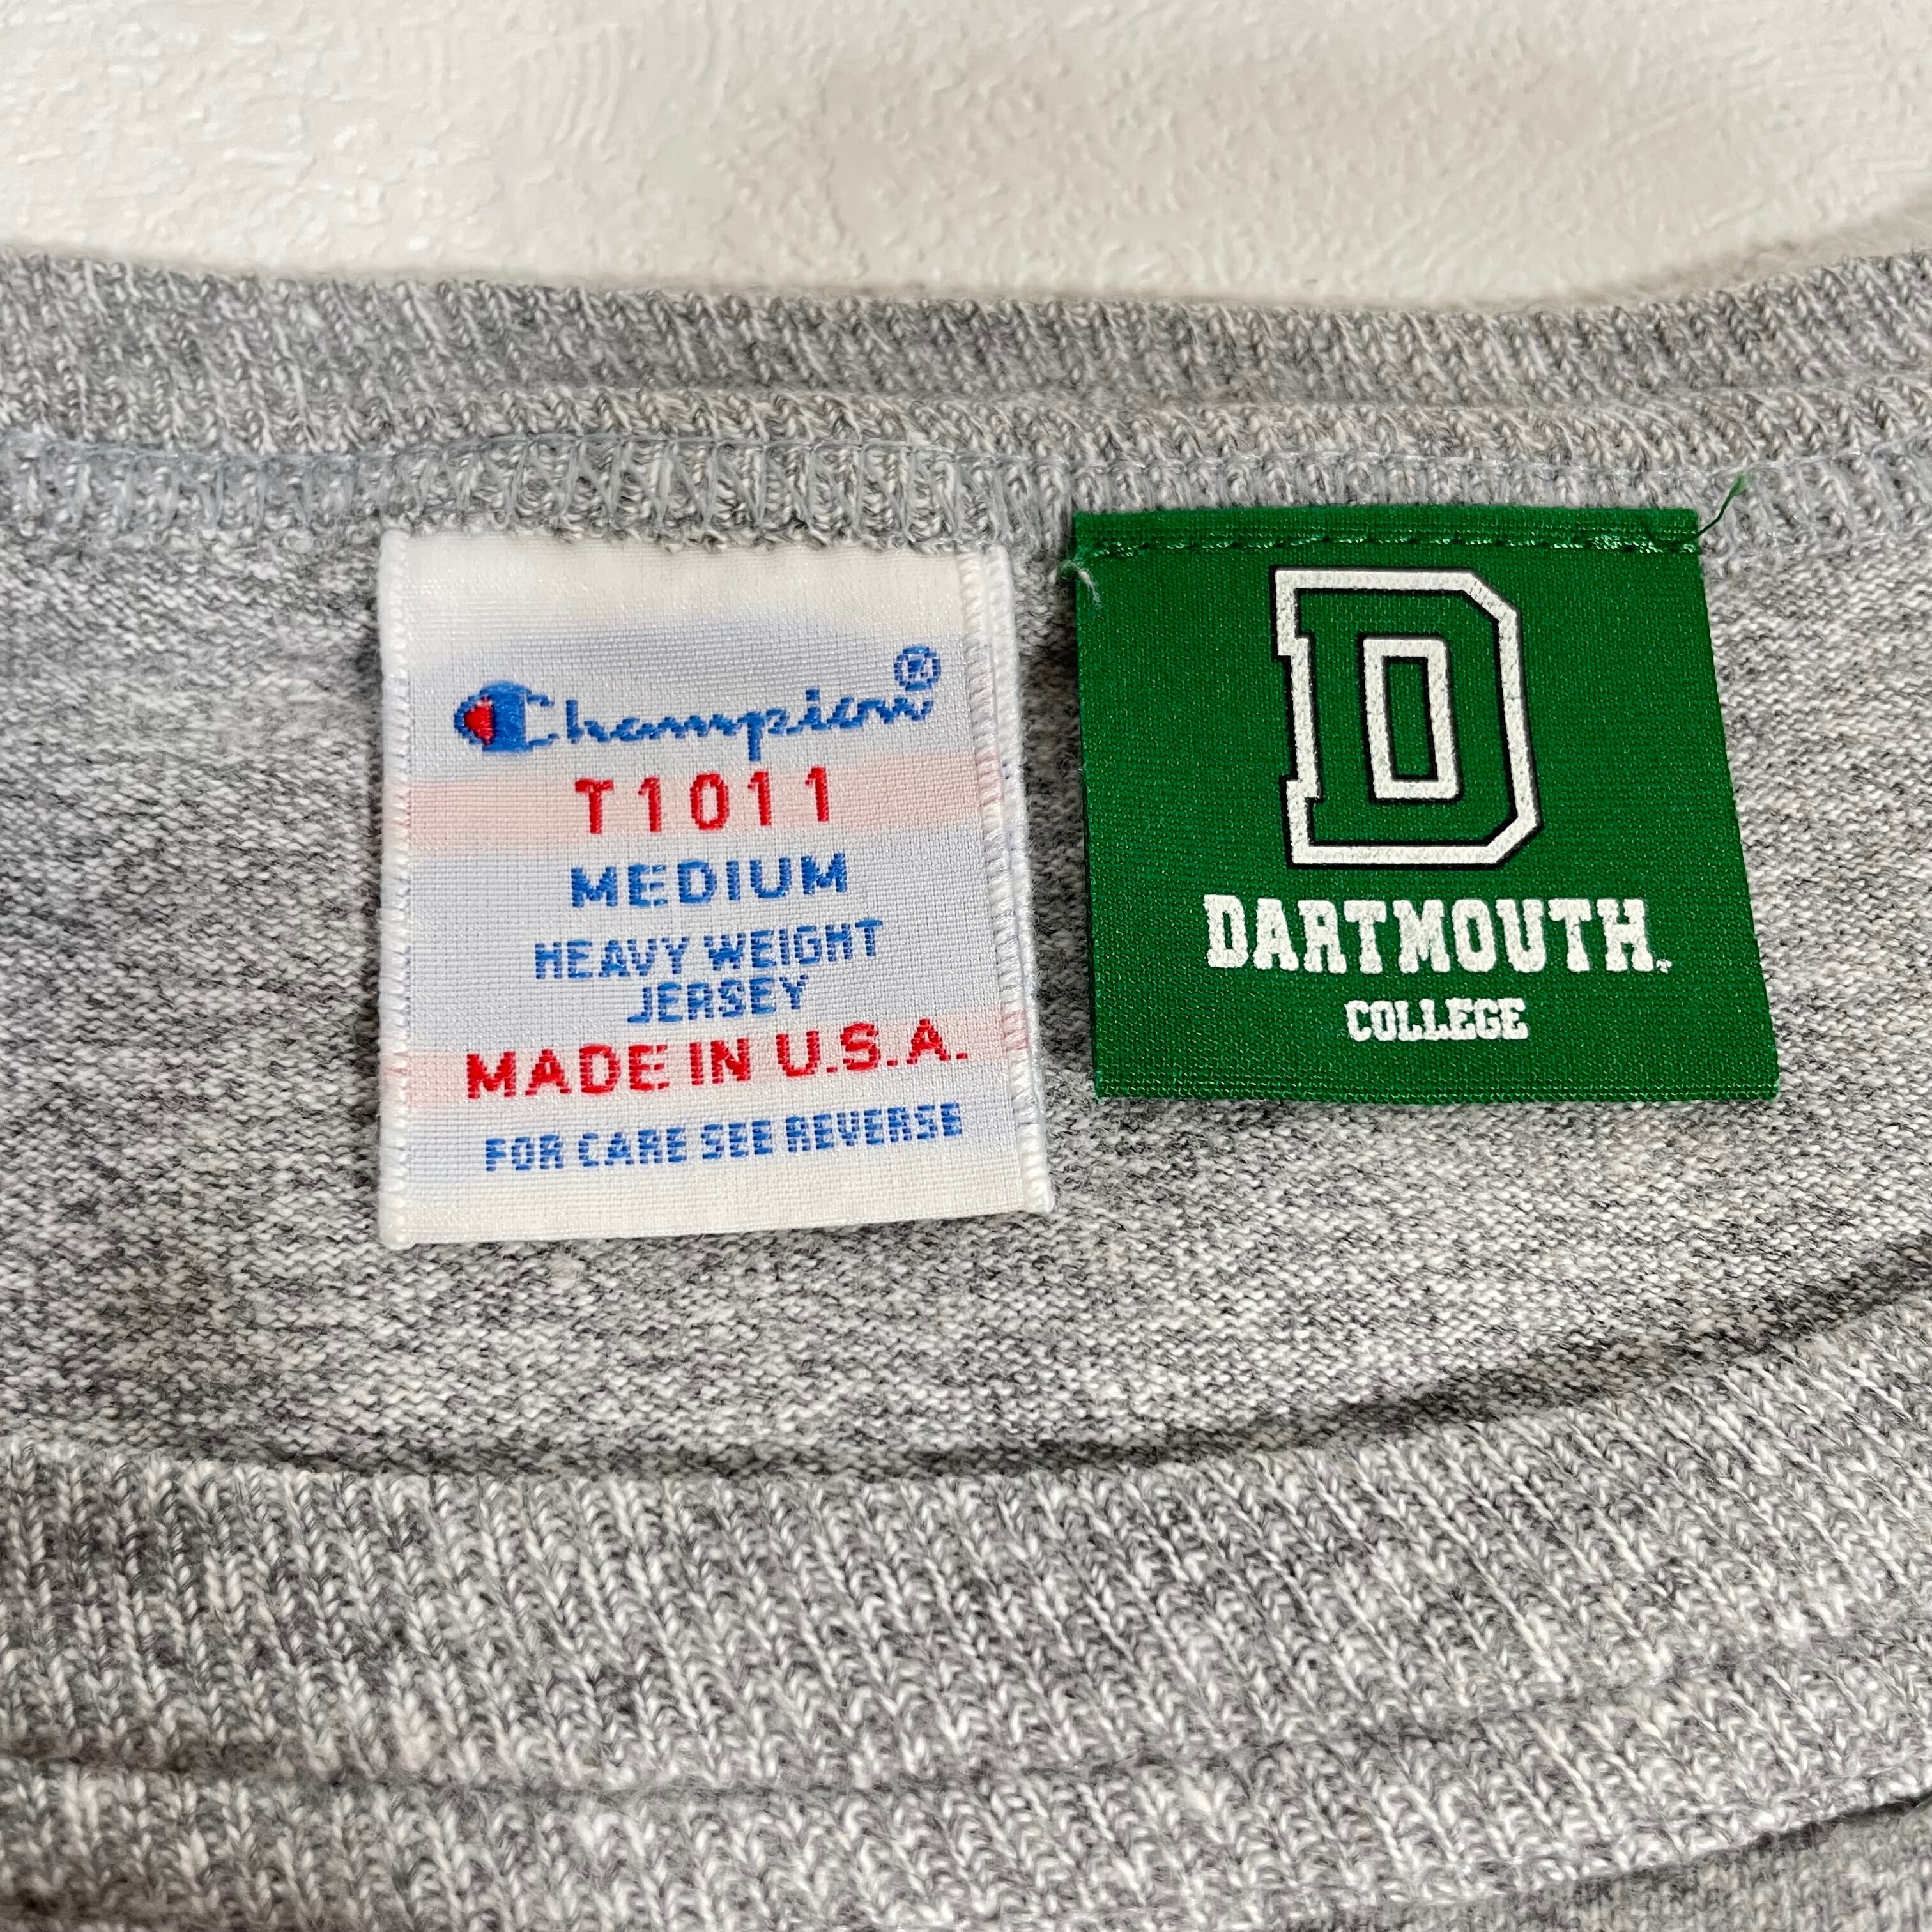 Champion®
T1011
MEDIUM
HEAVY WEIGHT
JERSEY
MADE IN U.S.A.
FOR CARE SEE REVERSE
D
DARTMOUTH
COLLEGE